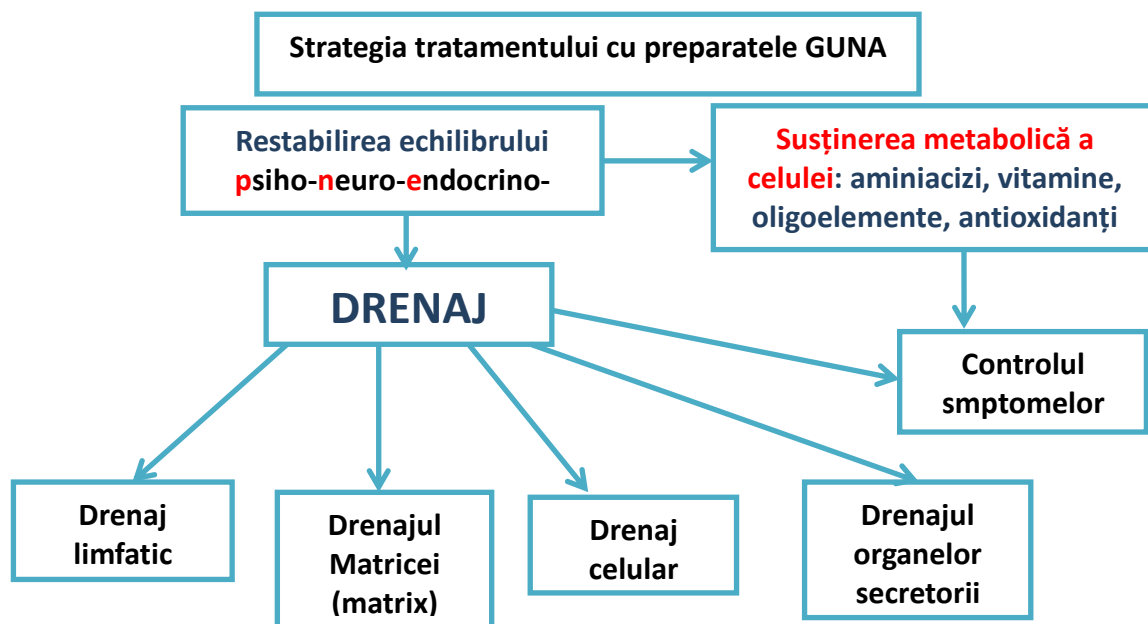 Strategia tratamentului cu preparatele GUNA
Restabilirea echilibrului
psiho-neuro-endocrino-
Susținerea metabolică a
celulei: aminiacizi, vitamine,
oligoelemente, antioxidanți
DRENAJ
Controlul
smptomelor
Drenaj
limfatic
Drenajul
Matricei
(matrix)
Drenaj
celular
Drenajul
organelor
secretorii